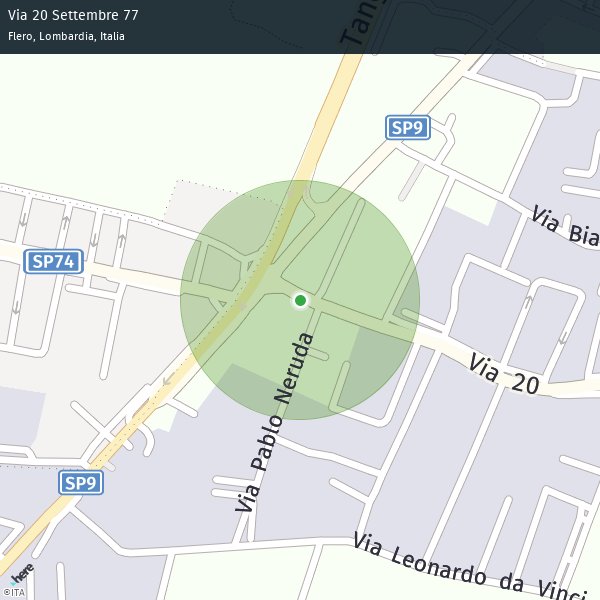 Via 20 Settembre 77
Flero, Lombardia, Italia
Tans
SP9
Via Bia
SP74
Via 20
Via Pablo Neruda
SP9
Via Leonardo da Vinci
here
©ITA